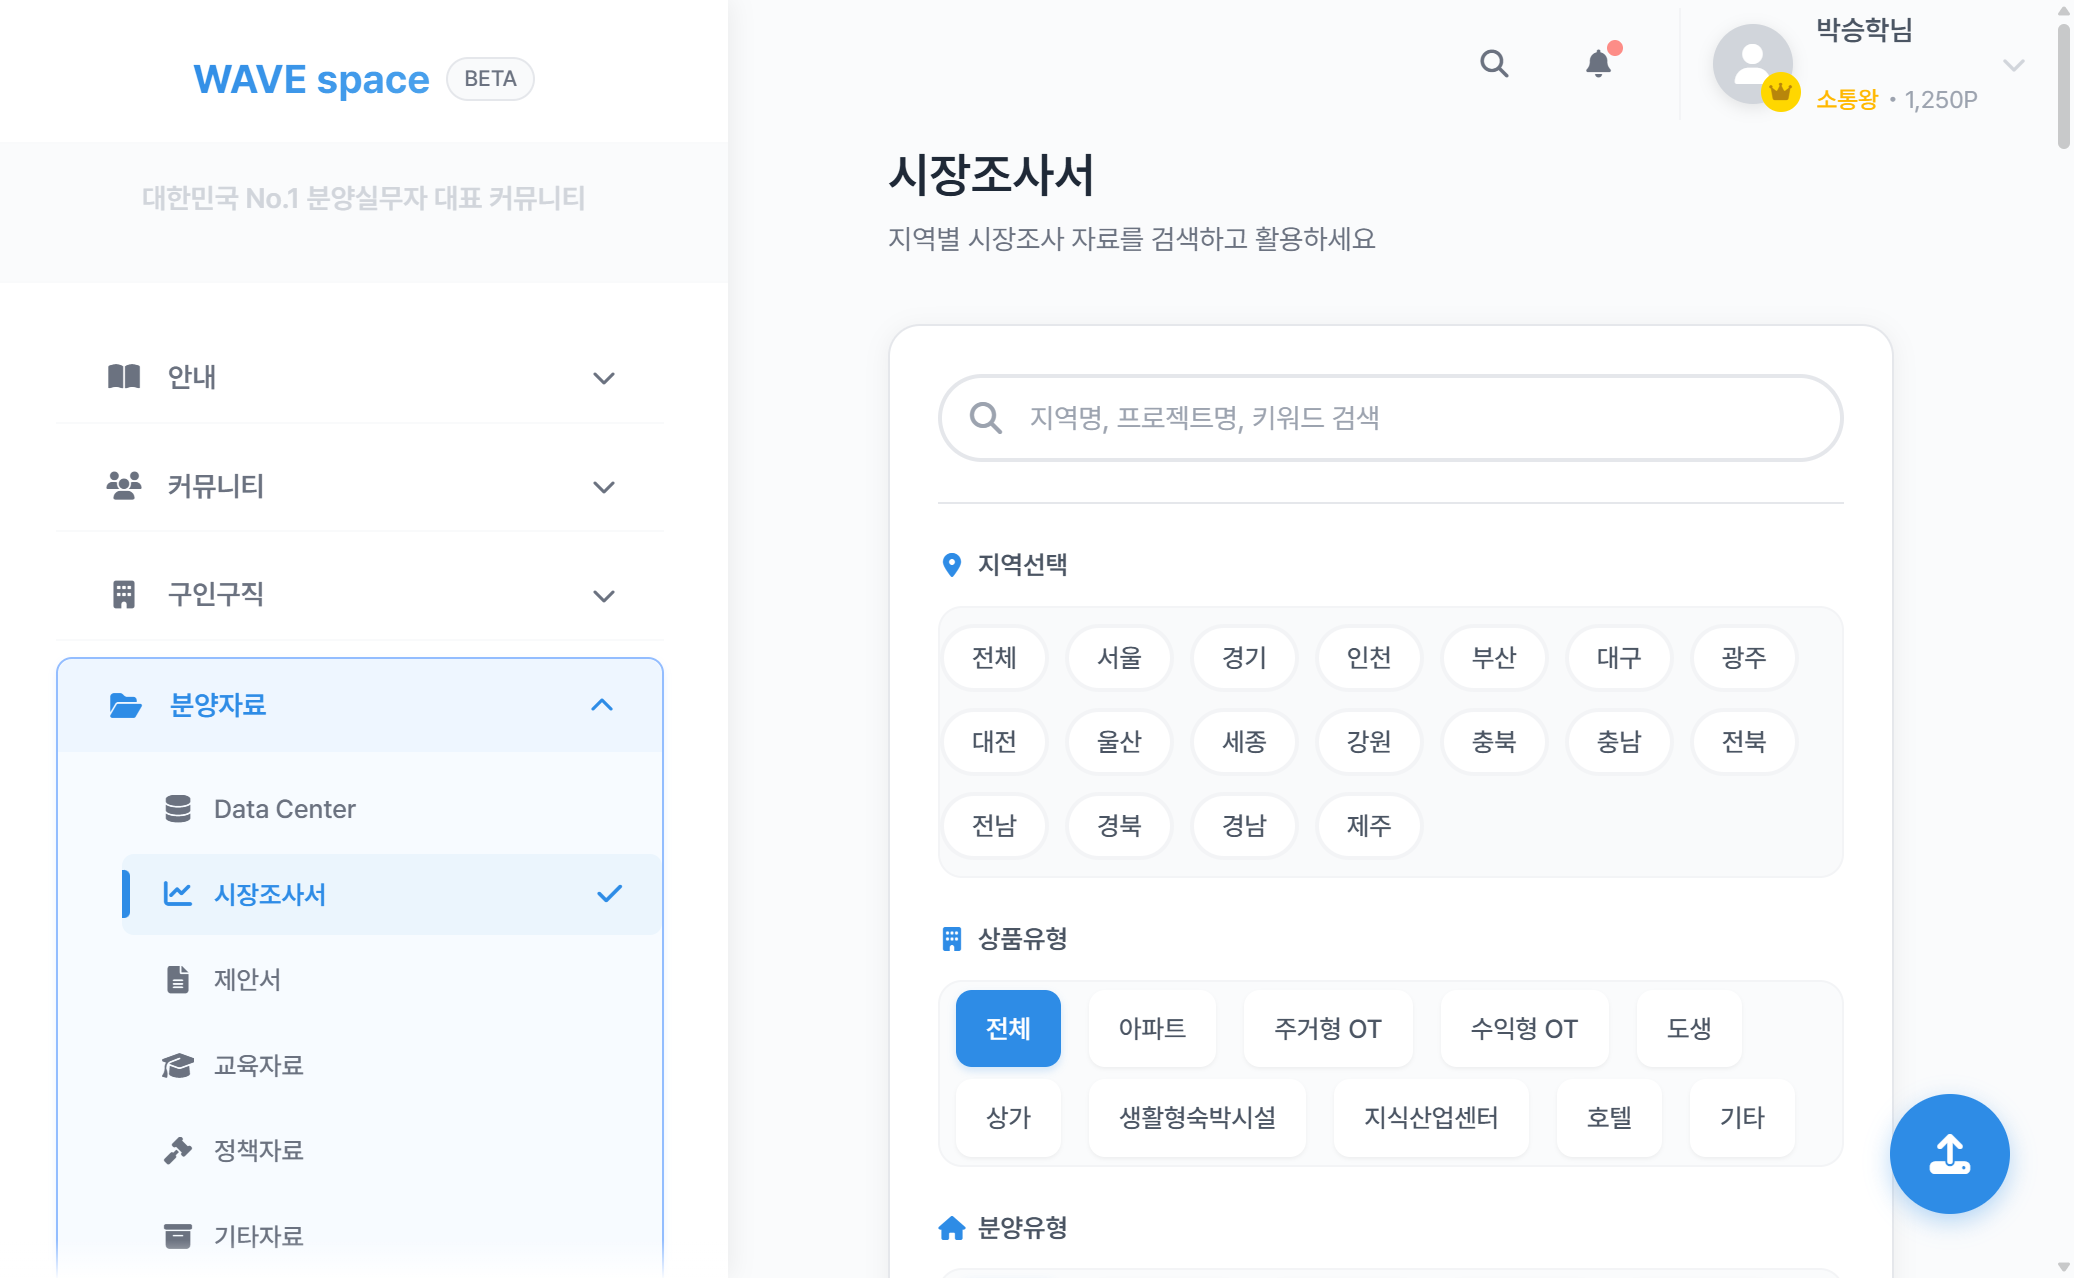 WAVE space BETA
대한민국 No.1 분양실무자 대표 커뮤니티
안내
커뮤니티
구인구직
분양자료
Data Center
시장조사서
제안서
교육자료
정책자료
기타자료
박승학님
소통왕 • 1,250P
시장조사서
지역별 시장조사 자료를 검색하고 활용하세요
지역명, 프로젝트명, 키워드 검색
지역선택
전체 서울 경기 인천 부산 대구 광주
대전 울산 세종 강원 충북 충남 전북
전남 경북 경남 제주
상품유형
전체 아파트 주거형 OT 수익형 OT 도생
상가 생활형숙박시설 지식산업센터 호텔 기타
분양유형